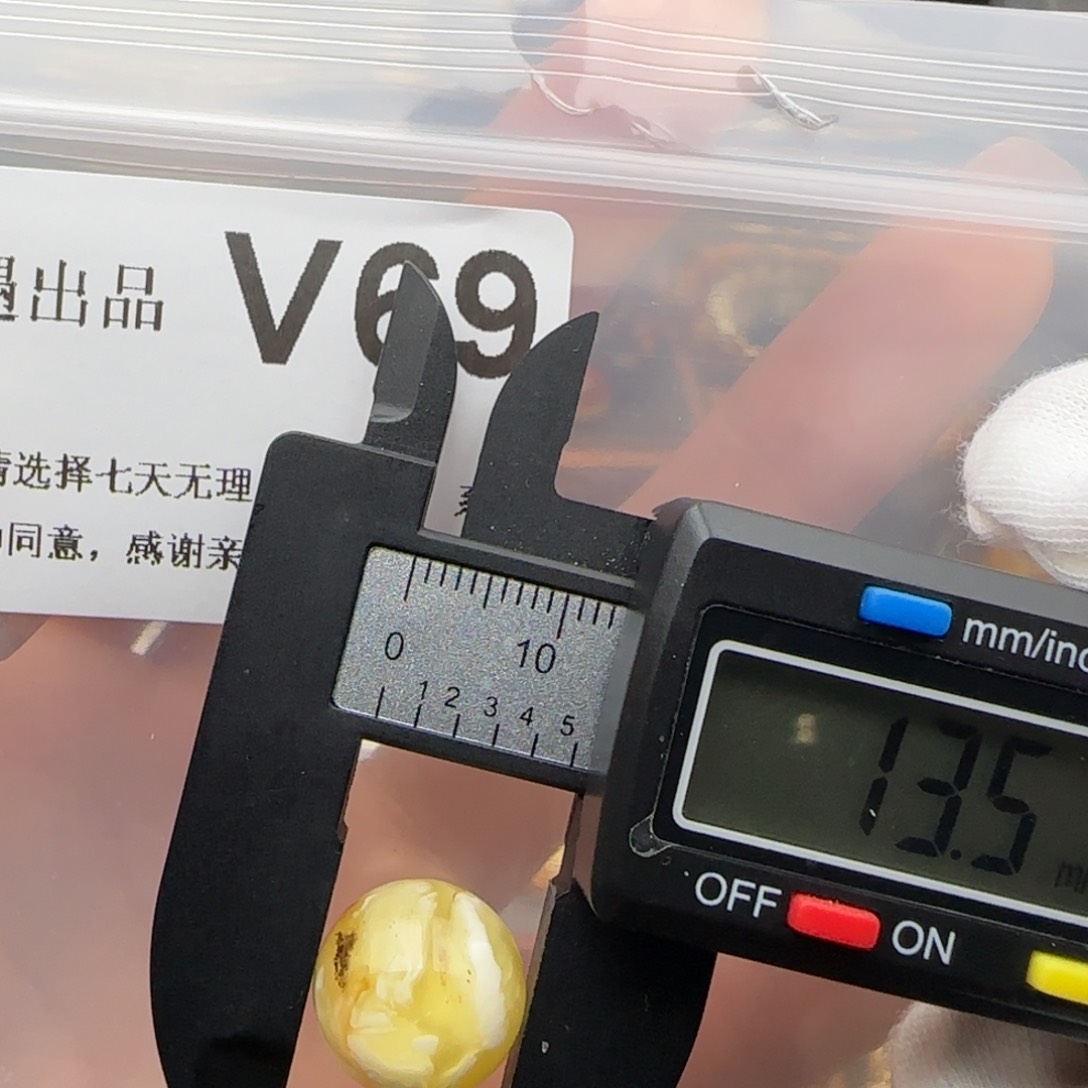 出品 V69
请选择七天无理
同意，感谢亲
0 10
1 2 3 4 5
mm/inc
13.5
OFF ON